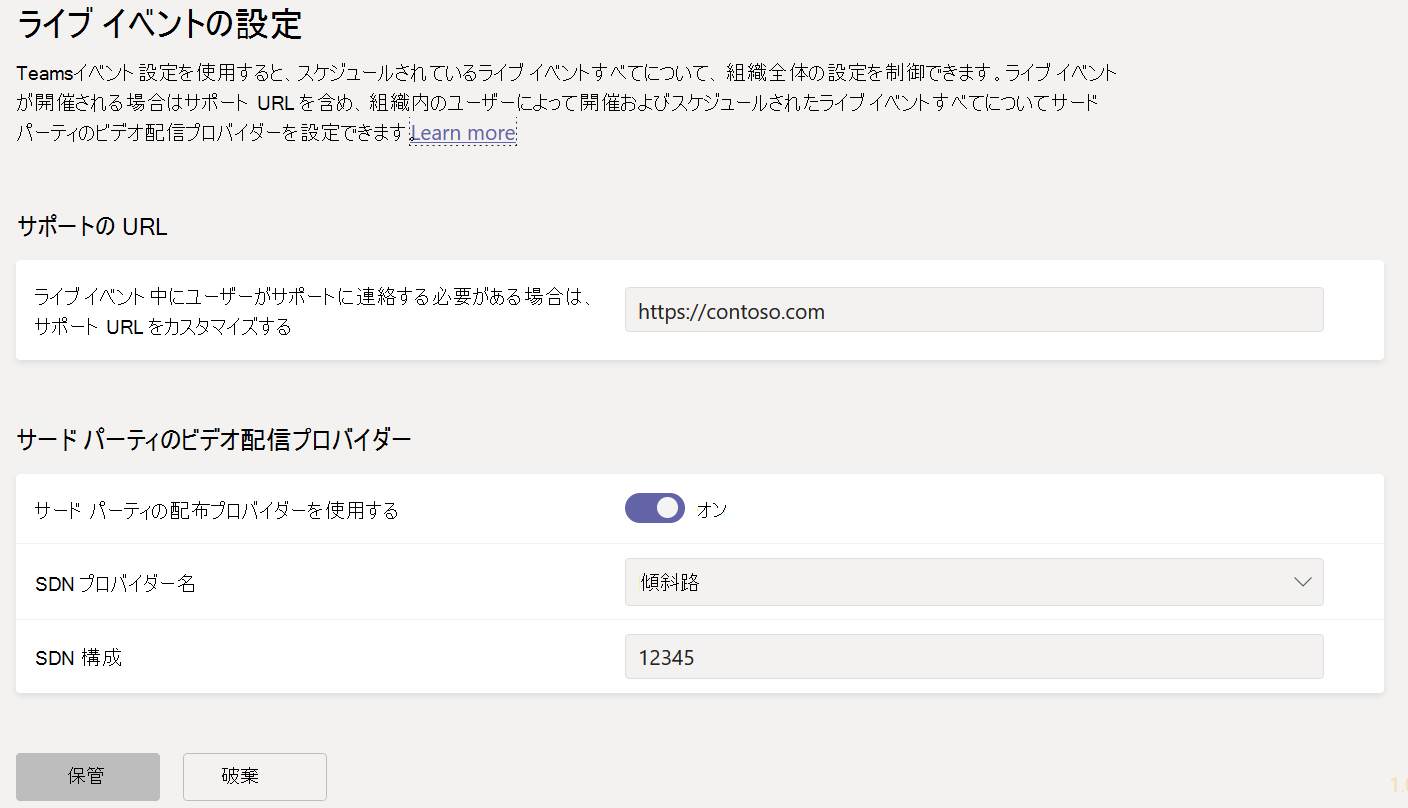 ライブ イベントの設定
Teamsイベント 設定を使用すると、スケジュールされているライブ イベントすべてについて、組織全体の設定を制御できます。ライブ イベント
が開催される場合はサポート URL を含め、組織内のユーザーによって開催およびスケジュールされたライブ イベントすべてについてサード
パーティのビデオ配信プロバイダーを設定できます.Learn more
サポートの URL
ライブ イベント 中にユーザーがサポートに連絡する必要がある場合は、
サポート URL をカスタマイズする
https://contoso.com
サード パーティのビデオ配信プロバイダー
サード パーティの配布プロバイダーを使用する
オン
SDN プロバイダー名
傾斜路
SDN 構成
12345
保管
破棄